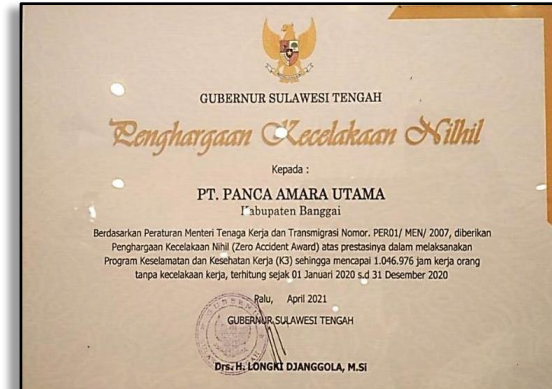 GUBERNUR SULAWESI TENGAH
Penghargaan Kecelakaan Nilhil
Kepada :
PT. PANCA AMARA UTAMA
Kabupaten Banggai
Berdasarkan Peraturan Menteri Tenaga Kerja dan Transmigrasi Nomor. PER01/ MEN/ 2007, diberikan
Penghargaan Kecelakaan Nihil (Zero Accident Award) atas prestasinya dalam melaksanakan
Program Keselamatan dan Kesehatan Kerja (K3) sehingga mencapai 1.046.976 jam kerja orang
tanpa kecelakaan kerja, terhitung sejak 01 Januari 2020 s.d 31 Desember 2020
Palu, April 2021
GUBERNUR SULAWESI TENGAH
Drs. H. LONGKI DJANGGOLA, M.Si